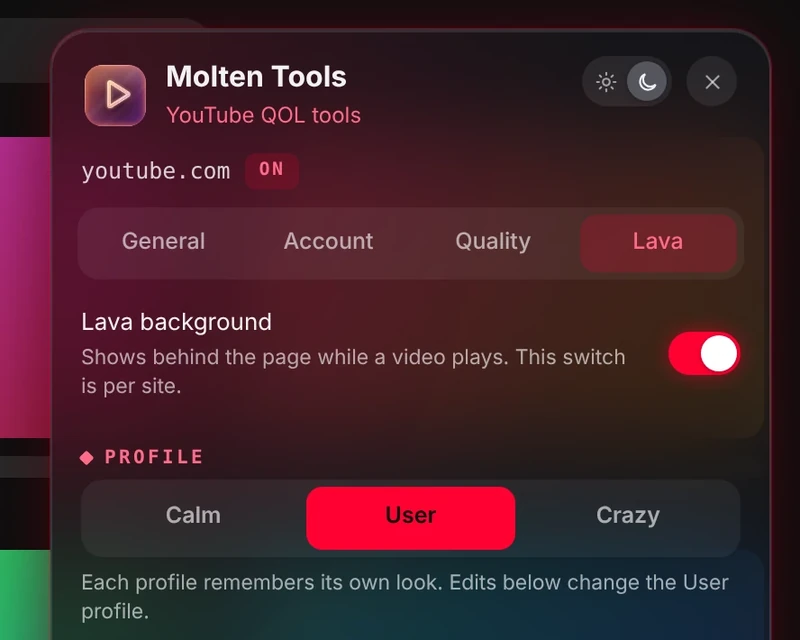 Molten Tools
YouTube QOL tools
youtube.com ON
General Account Quality Lava
Lava background
Shows behind the page while a video plays. This switch
is per site.
PROFILE
Calm User Crazy
Each profile remembers its own look. Edits below change the User
profile.